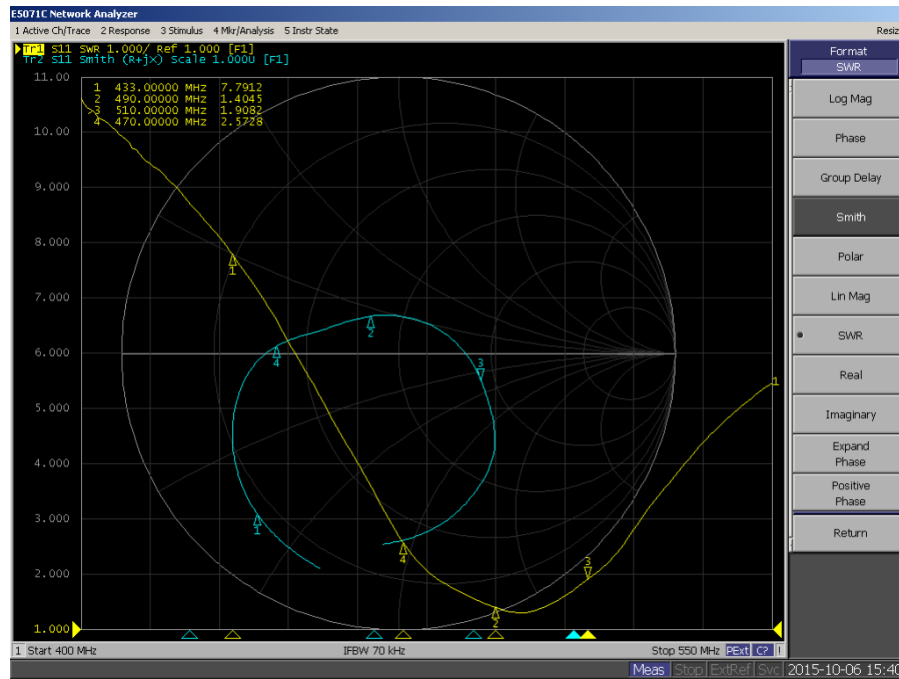 E5071C Network Analyzer
1 Active Ch/Trace 2 Response 3 Stimulus 4 Mkr/Analysis 5 Instr State
Resiz
Tr1 S11 SWR 1.000/ Ref 1.000 [F1]
Tr2 S11 Smith (R+jX) Scale 1.000U [F1]
11.00
10.00
9.000
8.000
7.000
6.000
5.000
4.000
3.000
2.000
1.000
1 433.00000 MHz 7.7912
2 490.00000 MHz 1.4045
>3 510.00000 MHz 1.9082
4 470.00000 MHz 2.5728
1
2
4
3
1
4
3
2
1
1 Start 400 MHz
IFBW 70 kHz
Stop 550 MHz PExt C? !
Meas Stop ExtRef Svc 2015-10-06 15:40
Format
SWR
Log Mag
Phase
Group Delay
Smith
Polar
Lin Mag
SWR
Real
Imaginary
Expand
Phase
Positive
Phase
Return